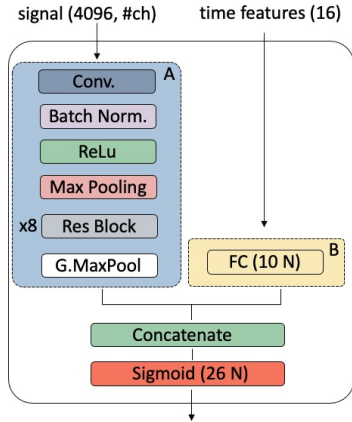 signal (4096, #ch)
time features (16)
A
Conv.
Batch Norm.
ReLu
Max Pooling
x8
Res Block
G.MaxPool
B
FC (10 N)
Concatenate
Sigmoid (26 N)